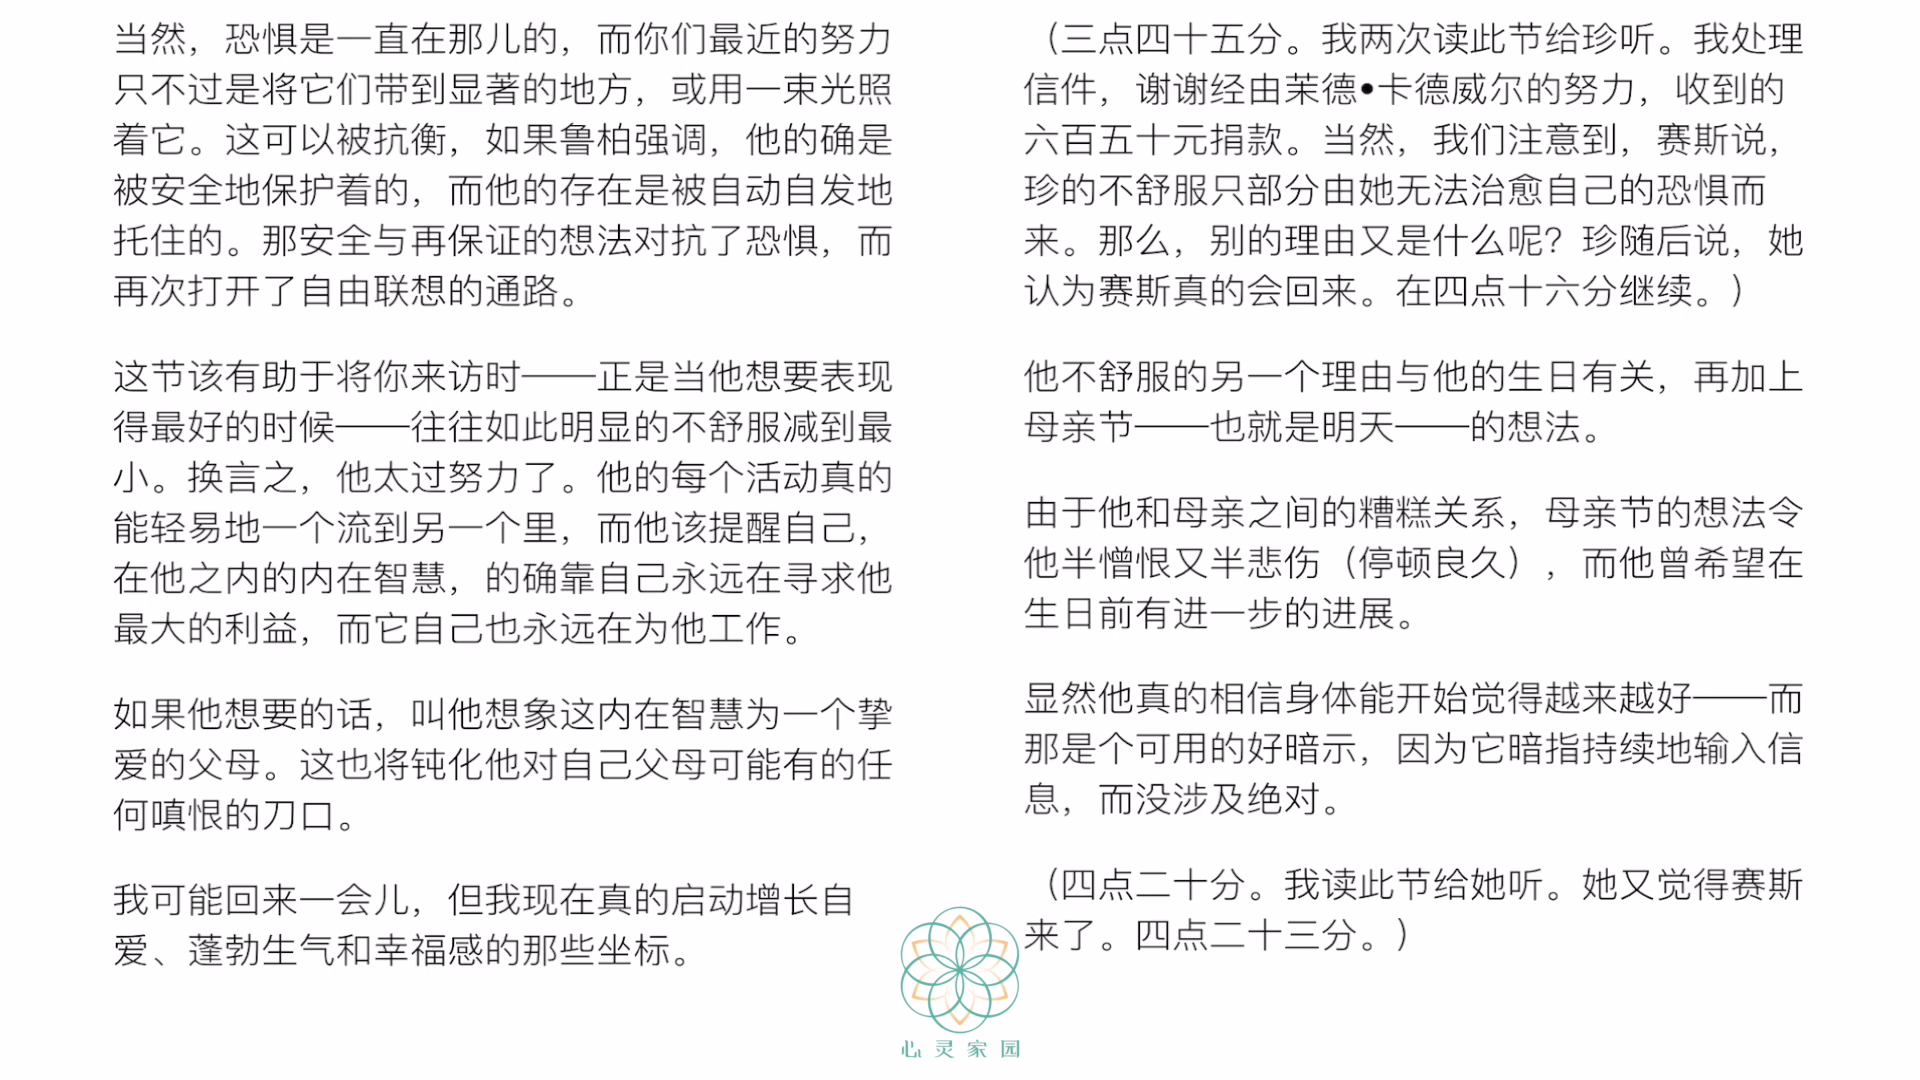 当然，恐惧是一直在那儿的，而你们最近的努力
只不过是将它们带到显著的地方，或用一束光照
着它。这可以被抗衡，如果鲁柏强调，他的确是
被安全地保护着的，而他的存在是被自动自发地
托住的。那安全与再保证的想法对抗了恐惧，而
再次打开了自由联想的通路。
这节该有助于将你来访时——正是当他想要表现
得最好的时候——往往如此明显的不舒服减到最
小。换言之，他太过努力了。他的每个活动真的
能轻易地一个流到另一个里，而他该提醒自己，
在他之内的内在智慧，的确靠自己永远在寻求他
最大的利益，而它自己也永远在为他工作。
如果他想要的话，叫他想象这内在智慧为一个挚
爱的父母。这也将钝化他对自己父母可能有的任
何嗔恨的刀口。
我可能回来一会儿，但我现在真的启动增长自
爱、蓬勃生气和幸福感的那些坐标。
（三点四十五分。我两次读此节给珍听。我处理
信件，谢谢经由茉德•卡德威尔的努力，收到的
六百五十元捐款。当然，我们注意到，赛斯说，
珍的不舒服只部分由她无法治愈自己的恐惧而
来。那么，别的理由又是什么呢？珍随后说，她
认为赛斯真的会回来。在四点十六分继续。）
他不舒服的另一个理由与他的生日有关，再加上
母亲节——也就是明天——的想法。
由于他和母亲之间的糟糕关系，母亲节的想法令
他半憎恨又半悲伤（停顿良久），而他曾希望在
生日前有进一步的进展。
显然他真的相信身体能开始觉得越来越好——而
那是个可用的好暗示，因为它暗指持续地输入信
息，而没涉及绝对。
（四点二十分。我读此节给她听。她又觉得赛斯
来了。四点二十三分。）
心灵家园